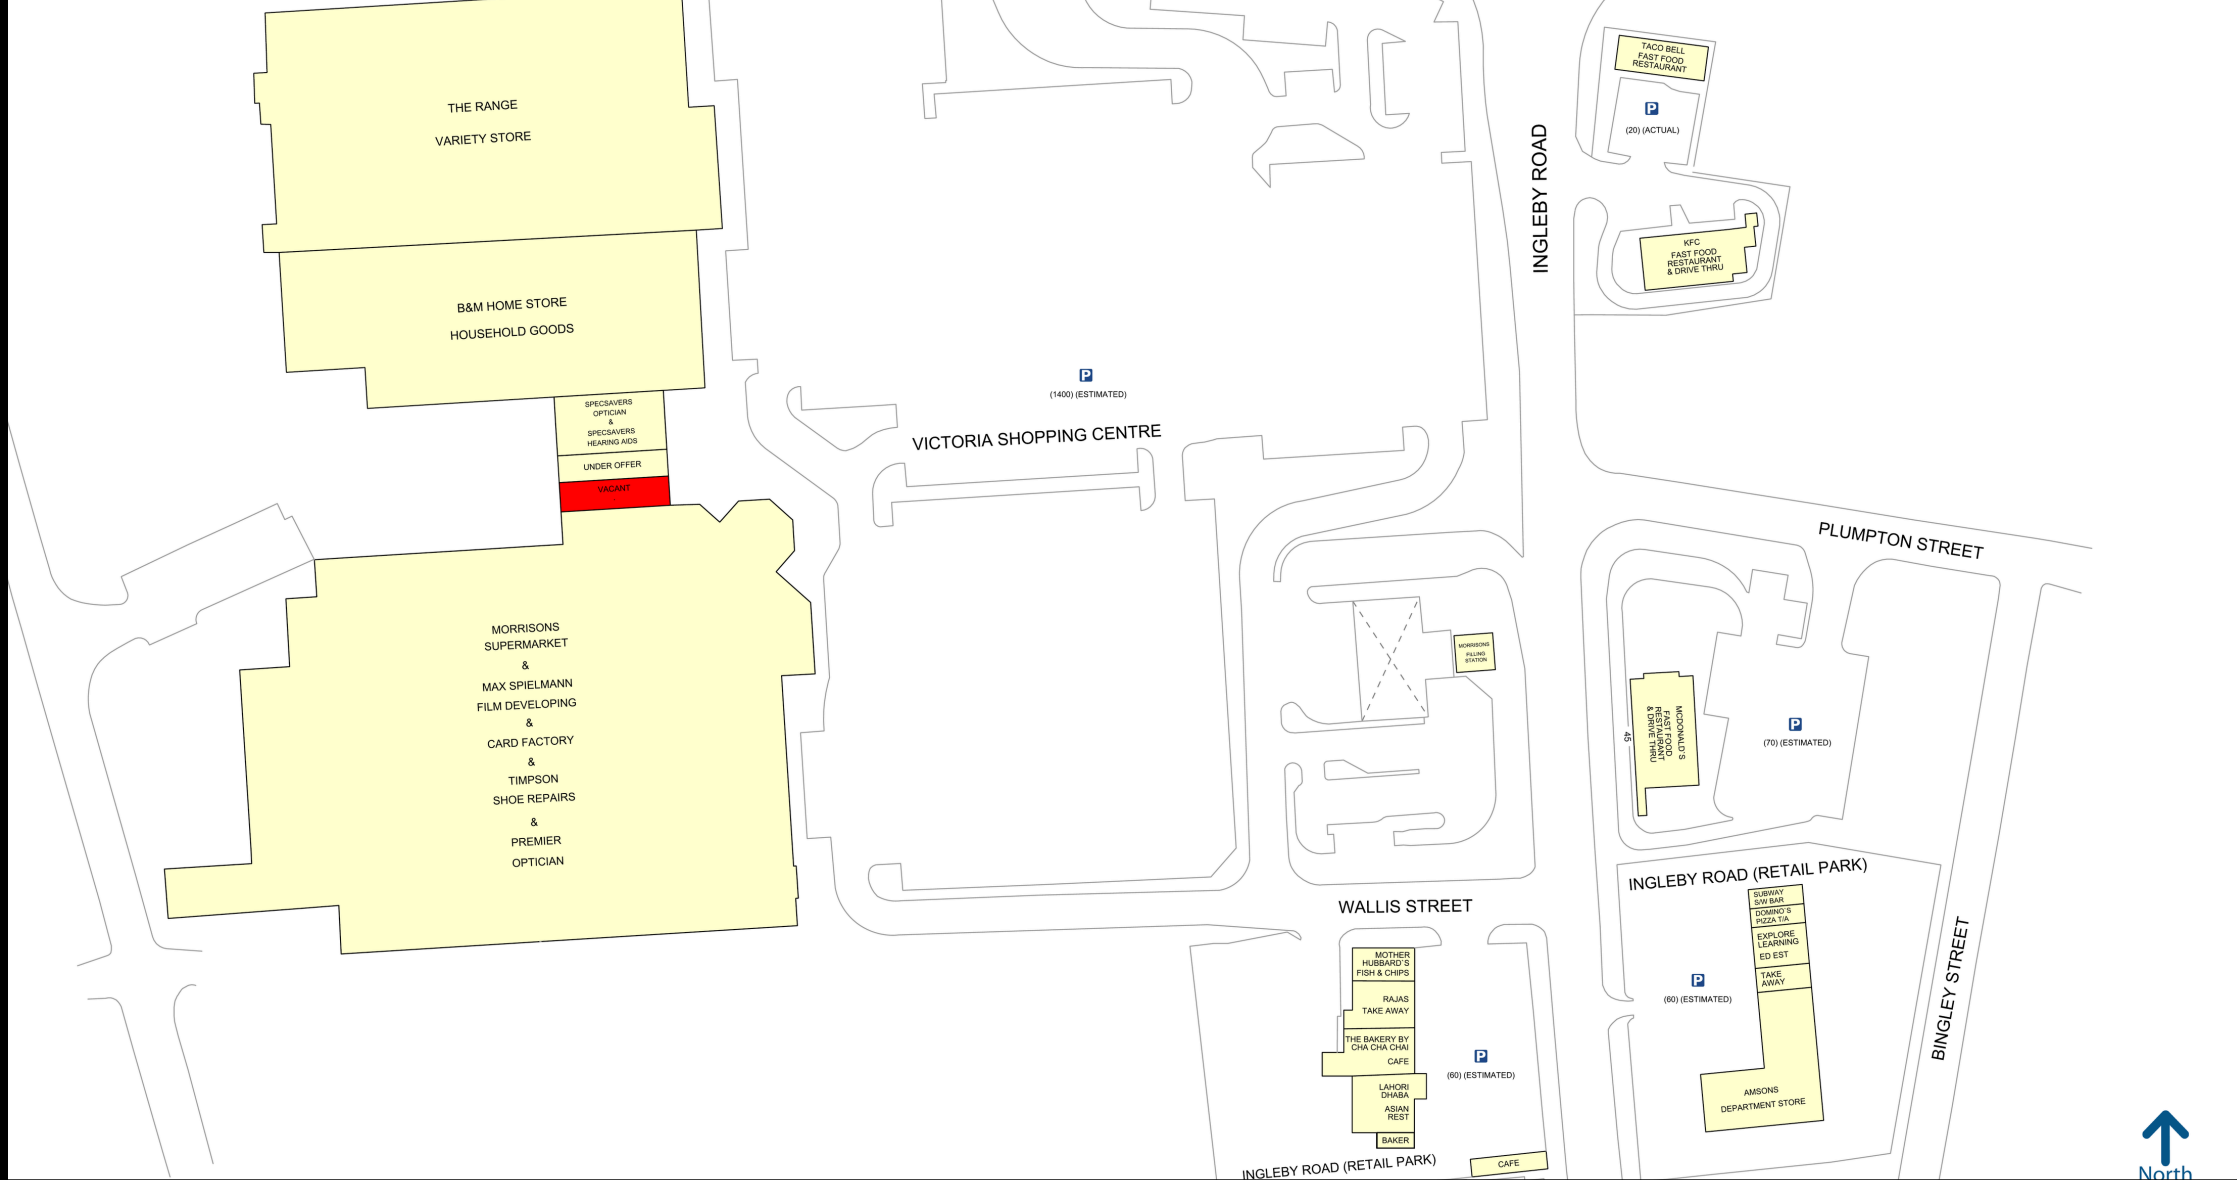 THE RANGE
VARIETY STORE
B&M HOME STORE
HOUSEHOLD GOODS
SPECSAVERS
OPTICIAN
&
SPECSAVERS
HEARING AIDS
UNDER OFFER
VACANT
MORRISONS
SUPERMARKET
&
MAX SPIELMANN
FILM DEVELOPING
&
CARD FACTORY
&
TIMPSON
SHOE REPAIRS
&
PREMIER
OPTICIAN
P
(1400) (ESTIMATED)
VICTORIA SHOPPING CENTRE
INGLEBY ROAD
TACO BELL
FAST FOOD
RESTAURANT
P
(20) (ACTUAL)
KFC
FAST FOOD
RESTAURANT
& DRIVE THRU
PLUMPTON STREET
MORRISONS
FILLING
STATION
45
MCDONALD`S
FAST FOOD
RESTAURANT
& DRIVE THRU
P
(70) (ESTIMATED)
WALLIS STREET
INGLEBY ROAD (RETAIL PARK)
SUBWAY
S/W BAR
DOMINO`S
PIZZA T/A
EXPLORE
LEARNING
ED EST
TAKE
AWAY
P
(60) (ESTIMATED)
AMSONS
DEPARTMENT STORE
BINGLEY STREET
MOTHER
HUBBARD`S
FISH & CHIPS
RAJAS
TAKE AWAY
THE BAKERY BY
CHA CHA CHAI
CAFE
LAHORI
DHABA
ASIAN
REST
BAKER
P
(60) (ESTIMATED)
INGLEBY ROAD (RETAIL PARK)
CAFE
North